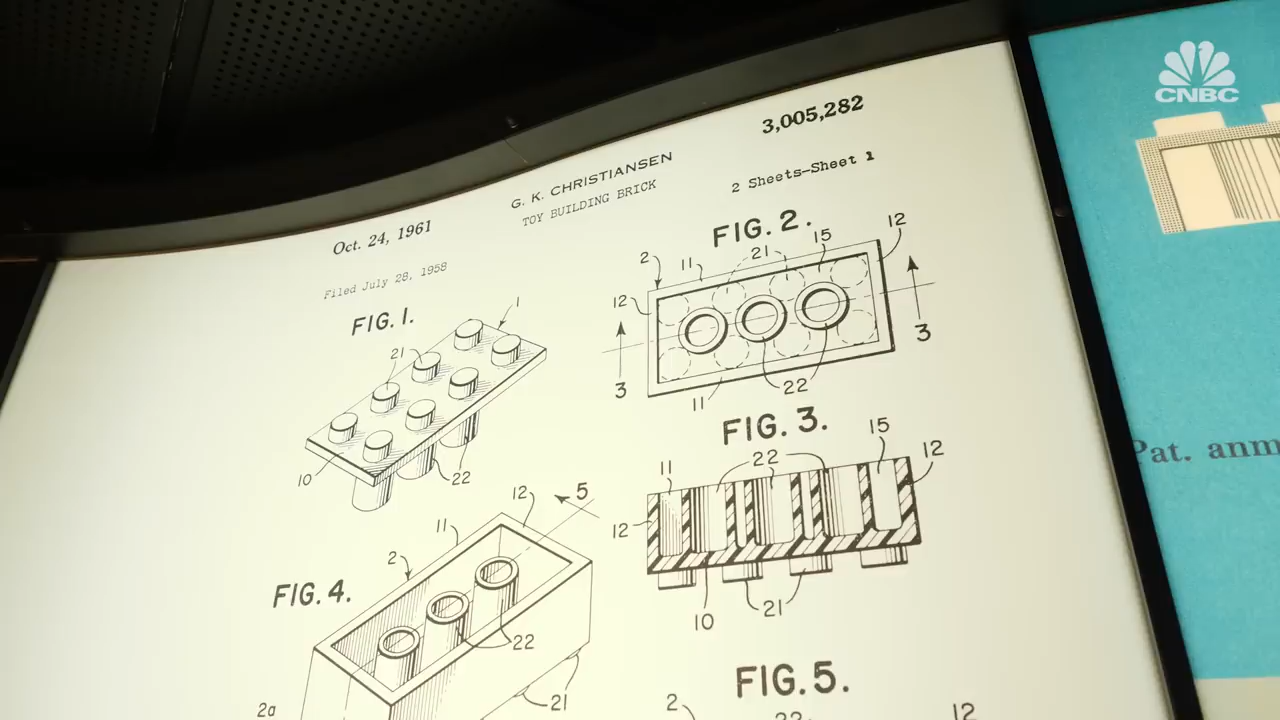 CNBC
3,005,282
G. K. CHRISTIANSEN
TOY BUILDING BRICK
2 Sheets-Sheet 1
Oct. 24, 1961
Filed July 28, 1958
FIG. 1.
1
21
10
22
FIG. 2.
2
11
21
15
12
12
3
3
11
22
FIG. 3.
11
22
15
12
12
10
21
FIG. 4.
2
11
12
5
22
21
2a
FIG. 5.
2
22
12
Pat. anm